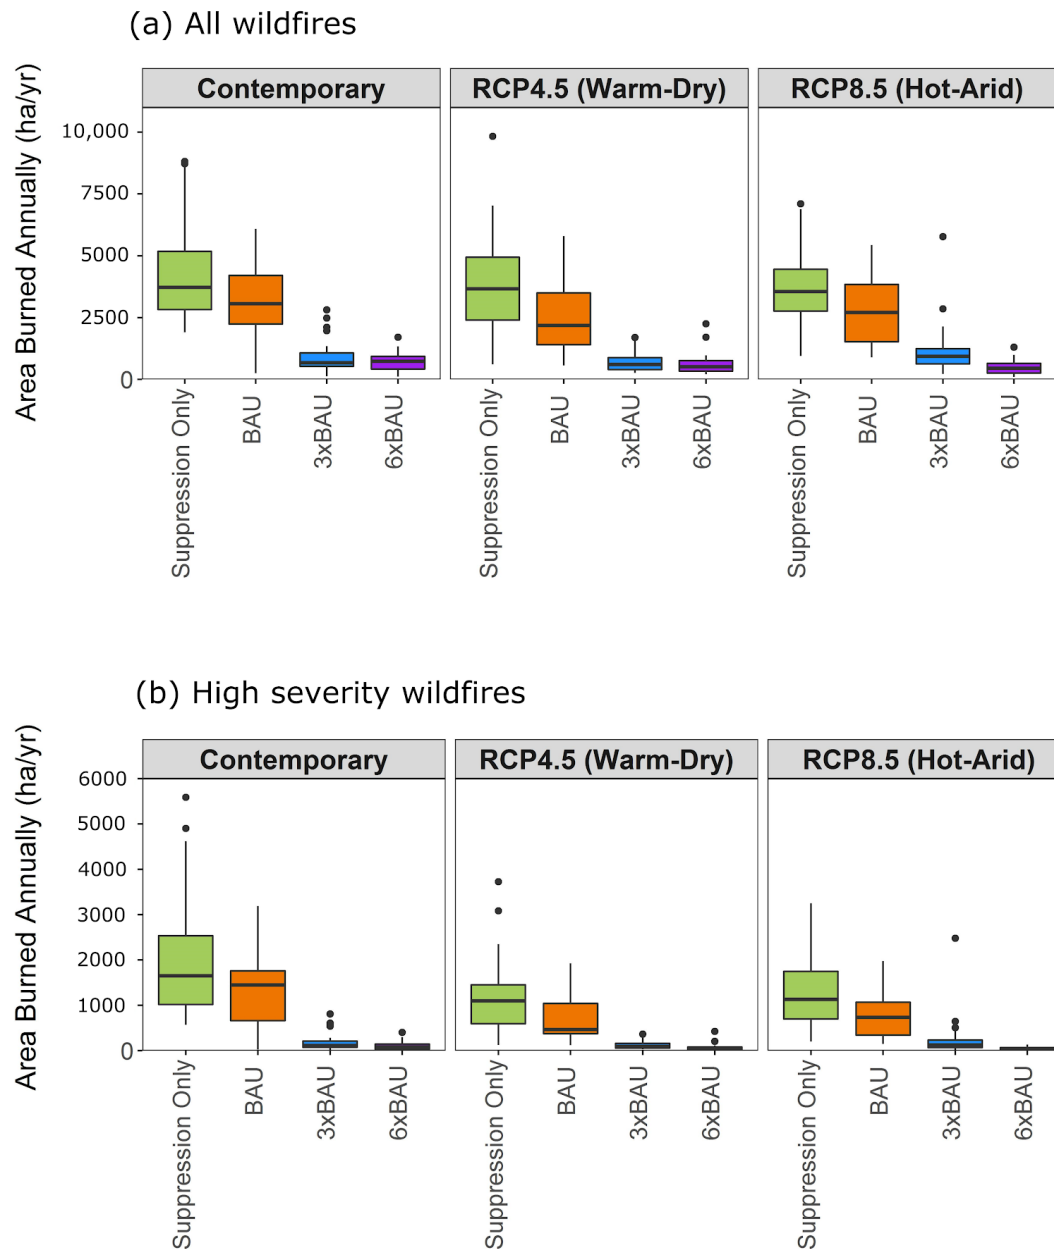 (a) All wildfires
Contemporary
RCP4.5 (Warm-Dry)
RCP8.5 (Hot-Arid)
Area Burned Annually (ha/yr)
10,000
7500
5000
2500
0
Suppression Only
BAU
3xBAU
6xBAU
Suppression Only
BAU
3xBAU
6xBAU
Suppression Only
BAU
3xBAU
6xBAU
(b) High severity wildfires
Contemporary
RCP4.5 (Warm-Dry)
RCP8.5 (Hot-Arid)
Area Burned Annually (ha/yr)
6000
5000
4000
3000
2000
1000
0
Suppression Only
BAU
3xBAU
6xBAU
Suppression Only
BAU
3xBAU
6xBAU
Suppression Only
BAU
3xBAU
6xBAU